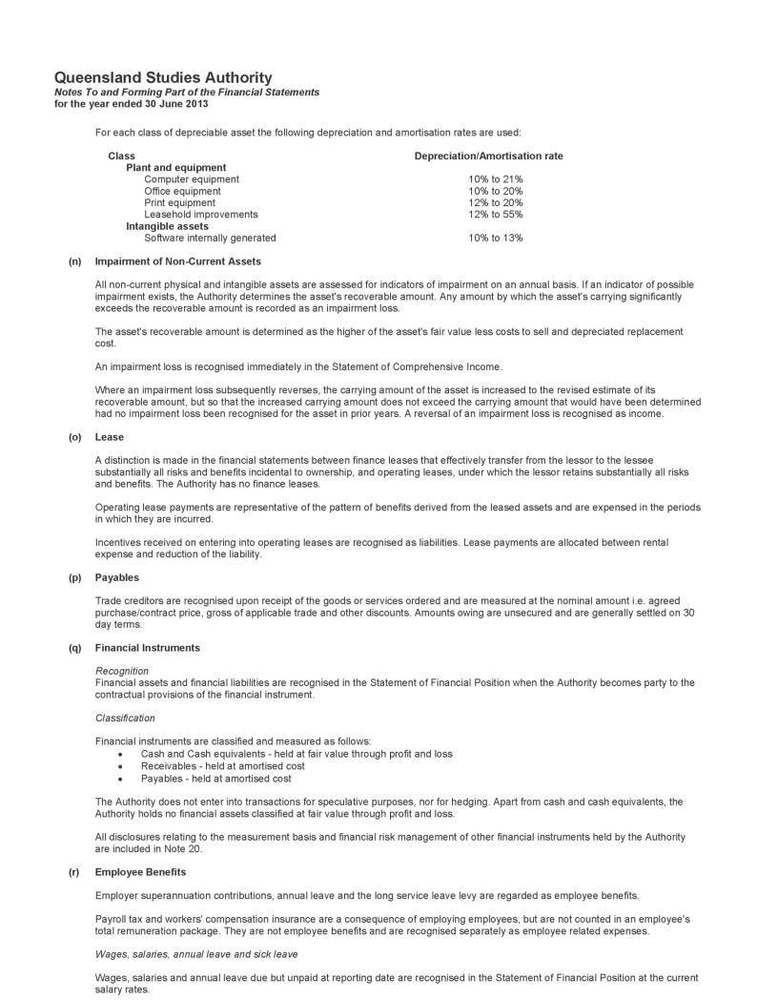 Queensland Studies Authority
Notes To and Forming Part of the Financial Statements
for the year ended 30 June 2013
For each class of depreciable asset the following depreciation and amortisation rates are used:
Class Depreciation/Amortisation rate
Plant and equipment
Computer equipment 10% to 21%
Office equipment 10% to 20%
Print equipment 12% to 20%
Leasehold improvements 12% to 55%
Intangible assets
Software internally generated 10% to 13%
(n) Impairment of Non-Current Assets
All non-current physical and intangible assets are assessed for indicators of impairment on an annual basis. If an indicator of possible
impairment exists, the Authority determines the asset's recoverable amount. Any amount by which the asset's carrying significantly
exceeds the recoverable amount is recorded as an impairment loss.
The asset's recoverable amount is determined as the higher of the asset's fair value less costs to sell and depreciated replacement
cost.
An impairment loss is recognised immediately in the Statement of Comprehensive Income.
Where an impairment loss subsequently reverses, the carrying amount of the asset is increased to the revised estimate of its
recoverable amount, but so that the increased carrying amount does not exceed the carrying amount that would have been determined
had no impairment loss been recognised for the asset in prior years. A reversal of an impairment loss is recognised as income.
(o) Lease
A distinction is made in the financial statements between finance leases that effectively transfer from the lessor to the lessee
substantially all risks and benefits incidental to ownership, and operating leases, under which the lessor retains substantially all risks
and benefits. The Authority has no finance leases.
Operating lease payments are representative of the pattern of benefits derived from the leased assets and are expensed in the periods
in which they are incurred.
Incentives received on entering into operating leases are recognised as liabilities. Lease payments are allocated between rental
expense and reduction of the liability.
(p) Payables
Trade creditors are recognised upon receipt of the goods or services ordered and are measured at the nominal amount i.e. agreed
purchase/contract price, gross of applicable trade and other discounts. Amounts owing are unsecured and are generally settled on 30
day terms.
(q) Financial Instruments
Recognition
Financial assets and financial liabilities are recognised in the Statement of Financial Position when the Authority becomes party to the
contractual provisions of the financial instrument.
Classification
Financial instruments are classified and measured as follows:
• Cash and Cash equivalents - held at fair value through profit and loss
• Receivables - held at amortised cost
• Payables - held at amortised cost
The Authority does not enter into transactions for speculative purposes, nor for hedging. Apart from cash and cash equivalents, the
Authority holds no financial assets classified at fair value through profit and loss.
All disclosures relating to the measurement basis and financial risk management of other financial instruments held by the Authority
are included in Note 20.
(r) Employee Benefits
Employer superannuation contributions, annual leave and the long service leave levy are regarded as employee benefits.
Payroll tax and workers' compensation insurance are a consequence of employing employees, but are not counted in an employee's
total remuneration package. They are not employee benefits and are recognised separately as employee related expenses.
Wages, salaries, annual leave and sick leave
Wages, salaries and annual leave due but unpaid at reporting date are recognised in the Statement of Financial Position at the current
salary rates.